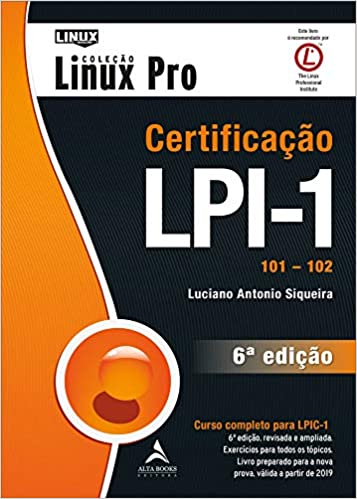 LINUX
COLEÇÃO
Linux Pro
Este livro
é recomendado por
L
The Linux
Professional
Institute
Certificação
LPI-1
101 – 102
Luciano Antonio Siqueira
6ª edição
Curso completo para LPIC-1
6ª edição, revisada e ampliada.
Exercícios para todos os tópicos.
Livro preparado para a nova
prova, válida a partir de 2019
ALTA BOOKS
EDITORA